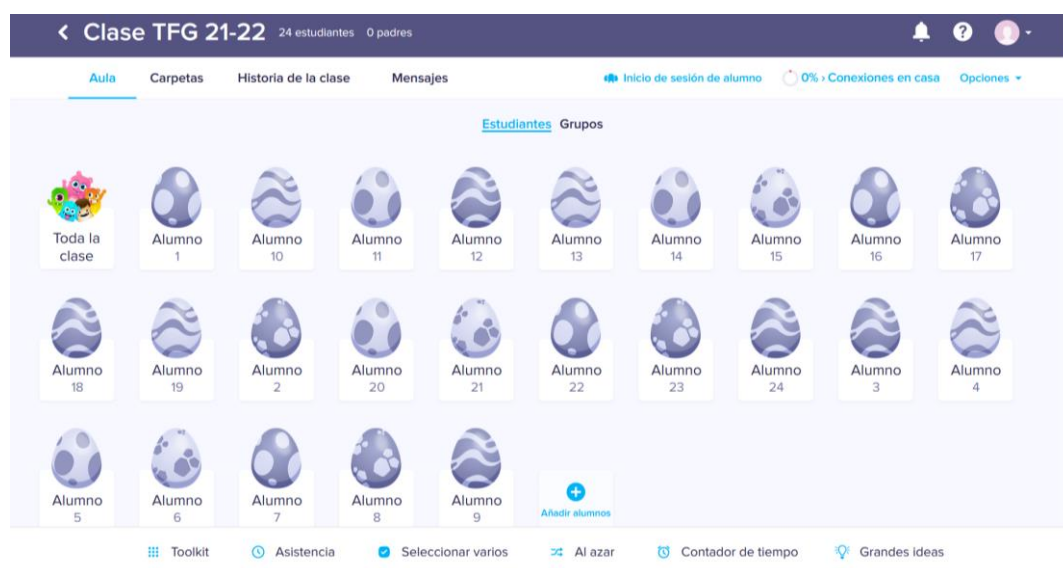 Clase TFG 21-22 24 estudiantes 0 padres
Aula Carpetas Historia de la clase Mensajes Inicio de sesión de alumno 0% › Conexiones en casa Opciones
Estudiantes Grupos
Toda la clase
Alumno 1
Alumno 10
Alumno 11
Alumno 12
Alumno 13
Alumno 14
Alumno 15
Alumno 16
Alumno 17
Alumno 18
Alumno 19
Alumno 2
Alumno 20
Alumno 21
Alumno 22
Alumno 23
Alumno 24
Alumno 3
Alumno 4
Alumno 5
Alumno 6
Alumno 7
Alumno 8
Alumno 9
Añadir alumnos
Toolkit Asistencia Seleccionar varios Al azar Contador de tiempo Grandes ideas